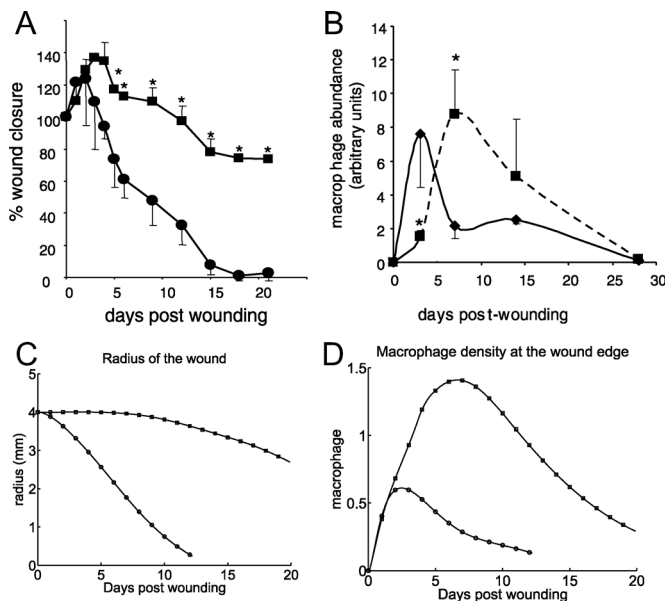 A
% wound closure
140
120
100
80
60
40
20
0
* * * * * * *
0 5 10 15 20
days post wounding
B
macrop hage abundance
(arbitrary units)
14
12
10
8
6
4
2
0
*
*
0 5 10 15 20 25 30
days post-wounding
C
Radius of the wound
radius (mm)
5
4
3
2
1
0
0 5 10 15 20
Days post wounding
D
Macrophage density at the wound edge
macrophage
1.5
1
0.5
0
0 5 10 15 20
Days post wounding